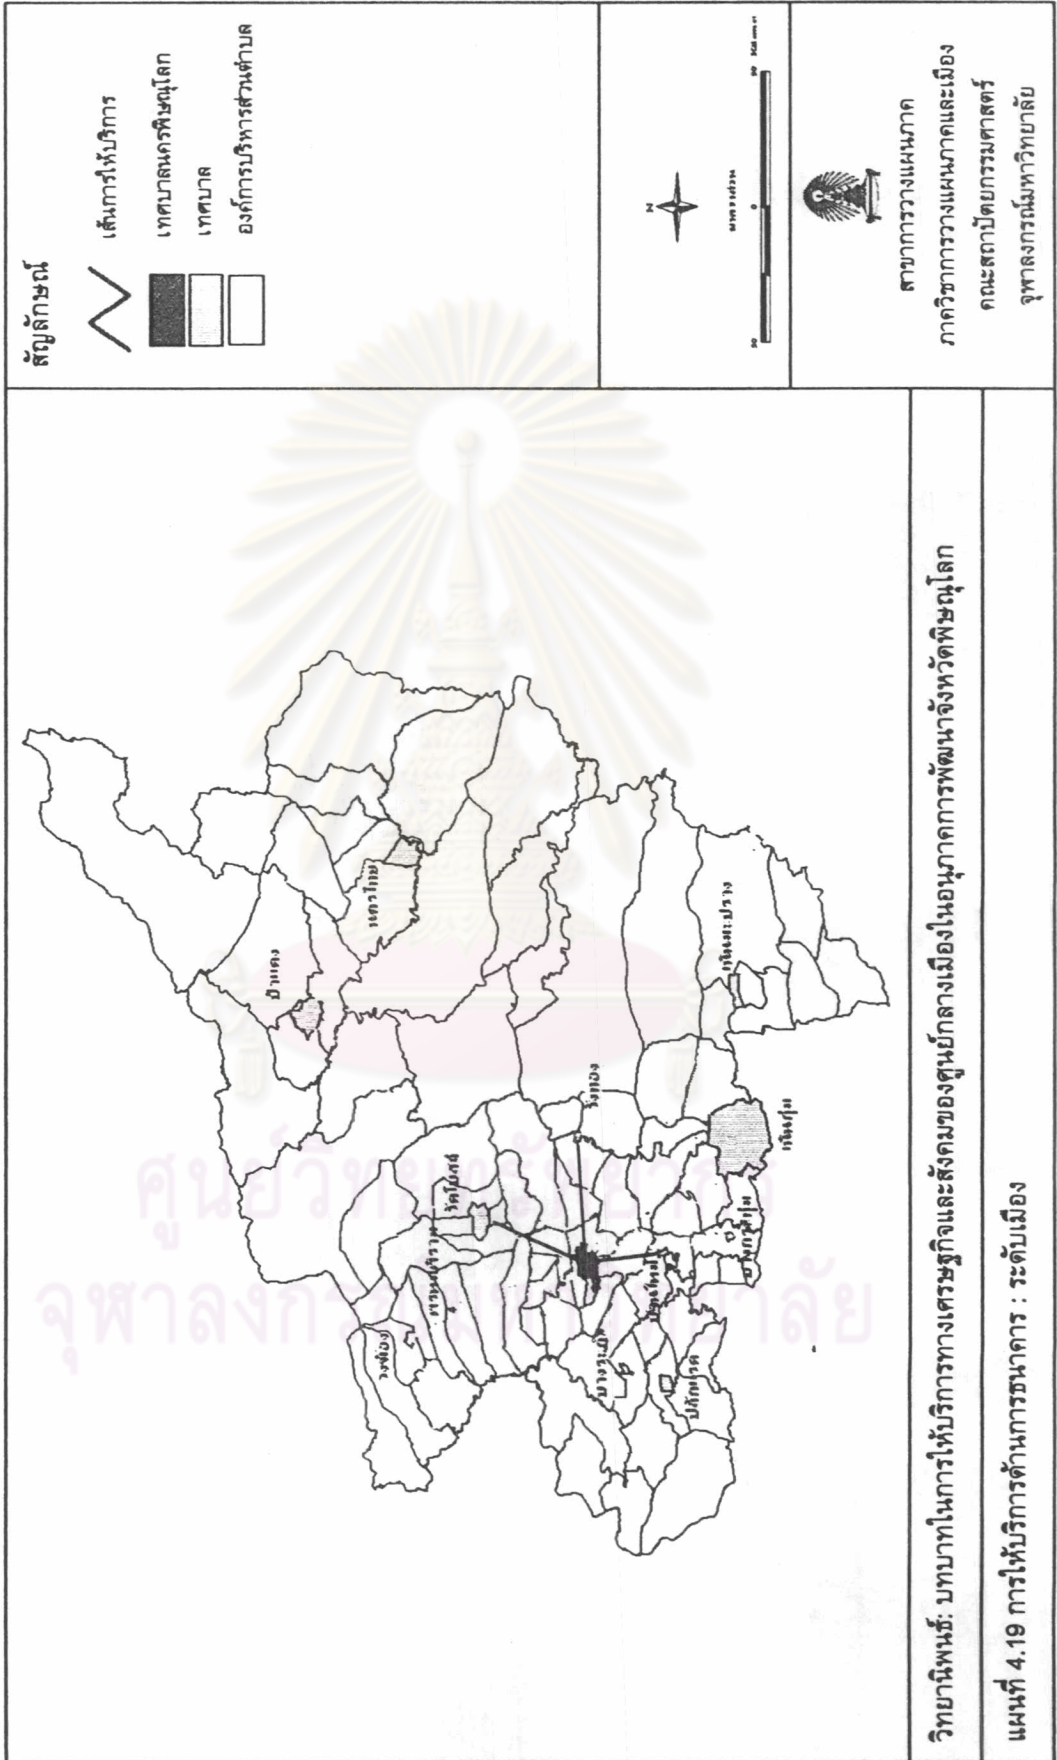 สัญลักษณ์
เส้นการให้บริการ
เทศบาลนครพิษณุโลก
เทศบาล
องค์การบริหารส่วนตำบล
N
มาตราส่วน
0
สาขาการวางแผนภาค
ภาควิชาการวางแผนภาคและเมือง
คณะสถาปัตยกรรมศาสตร์
จุฬาลงกรณ์มหาวิทยาลัย
ป่าแดง
นครไทย
เนินมะปราง
วังทอง
เนินกุ่ม
วัดโบสถ์
พรหมพิราม
วงฆ้อง
บางระกำ
ปลักแรด
บางกระทุ่ม
ศูนย์วิทยทรัพยากร
จุฬาลงกรณ์มหาวิทยาลัย
วิทยานิพนธ์: บทบาทในการให้บริการทางเศรษฐกิจและสังคมของศูนย์กลางเมืองในอนุภาคการพัฒนาจังหวัดพิษณุโลก
แผนที่ 4.19 การให้บริการด้านการธนาคาร : ระดับเมือง